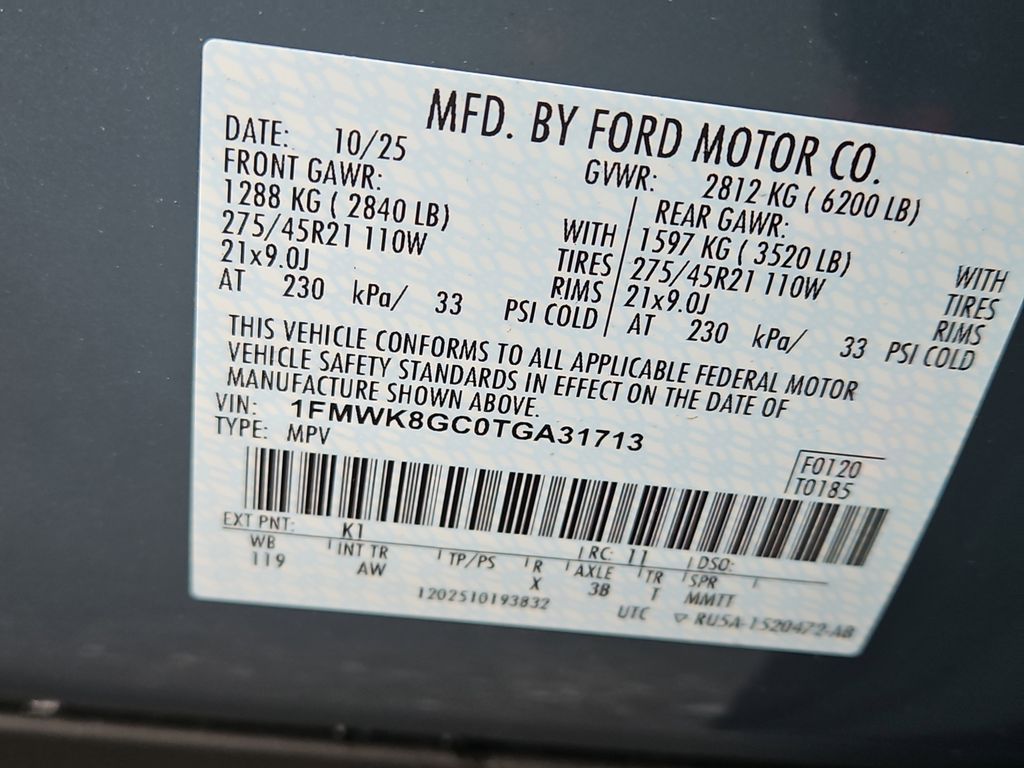 MFD. BY FORD MOTOR CO.
DATE: 10/25
GVWR: 2812 KG ( 6200 LB)
FRONT GAWR:
REAR GAWR:
1288 KG ( 2840 LB) WITH
1597 KG ( 3520 LB) WITH
275/45R21 110W TIRES
275/45R21 110W TIRES
21x9.0J RIMS
21x9.0J RIMS
AT 230 kPa/ 33 PSI COLD
AT 230 kPa/ 33 PSI COLD
THIS VEHICLE CONFORMS TO ALL APPLICABLE FEDERAL MOTOR
VEHICLE SAFETY STANDARDS IN EFFECT ON THE DATE OF
MANUFACTURE SHOWN ABOVE.
VIN: 1FMWK8GC0TGA31713
TYPE: MPV
F0120
T0185
EXT PNT: K1 RC: 11 DSO:
WB INT TR TP/PS R AXLE TR SPR
119 AW X 3B T MMTT
1202510193832
UTC ▽ RU5A-1520472-AB